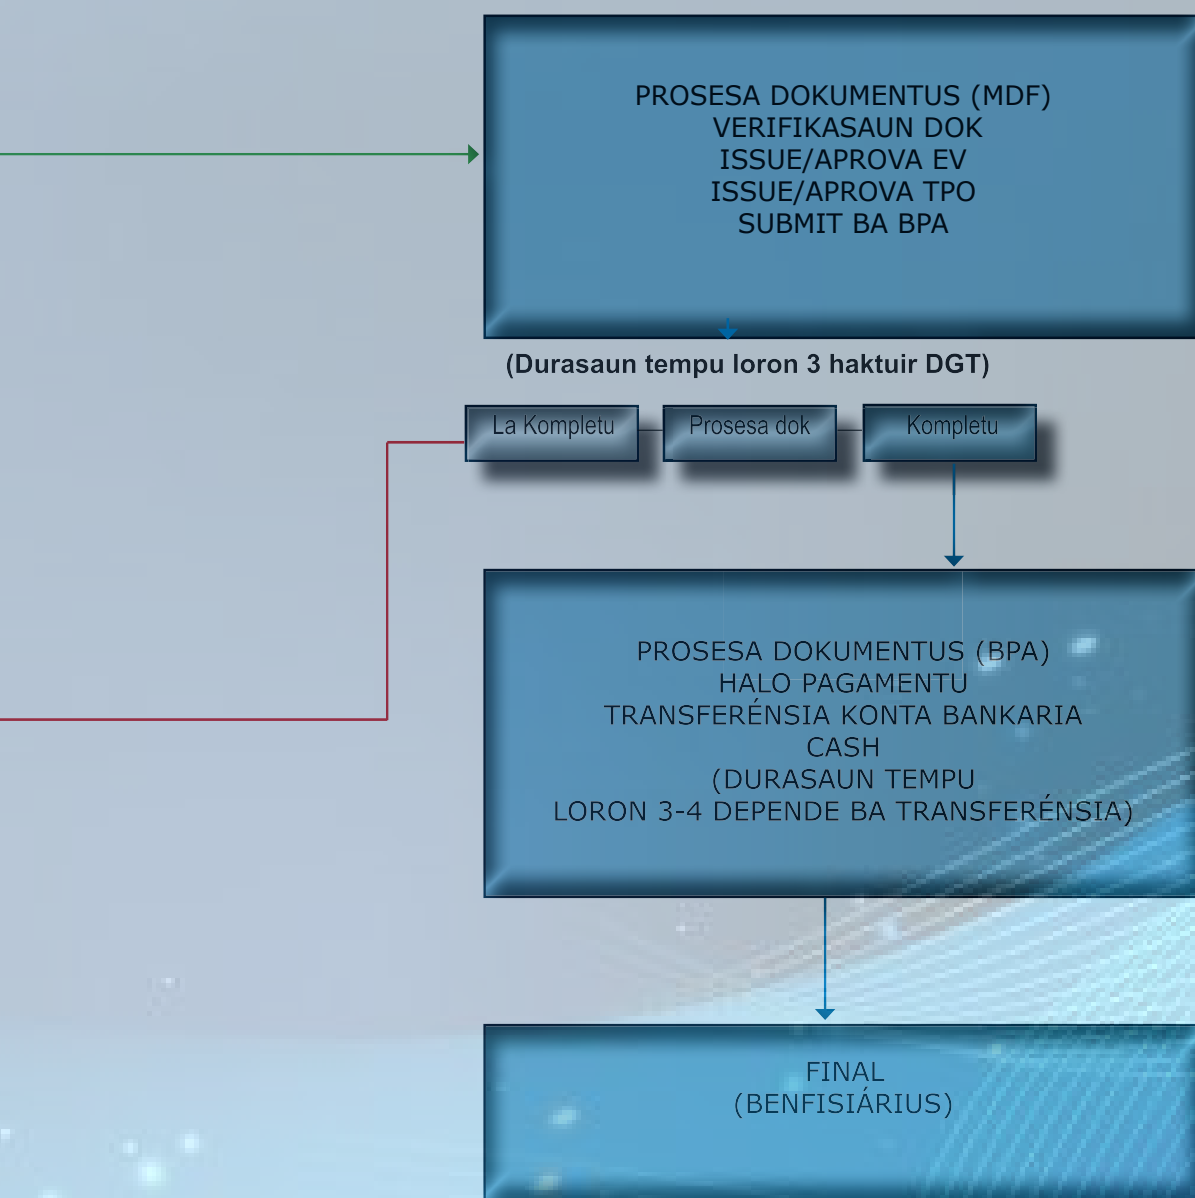 PROSESA DOKUMENTUS (MDF)
VERIFIKASAUN DOK
ISSUE/APROVA EV
ISSUE/APROVA TPO
SUBMIT BA BPA
(Durasaun tempu loron 3 haktuir DGT)
La Kompletu
Prosesa dok
Kompletu
PROSESA DOKUMENTUS (BPA)
HALO PAGAMENTU
TRANSFERÉNSIA KONTA BANKARIA
CASH
(DURASAUN TEMPU
LORON 3-4 DEPENDE BA TRANSFERÉNSIA)
FINAL
(BENFISIÁRIUS)